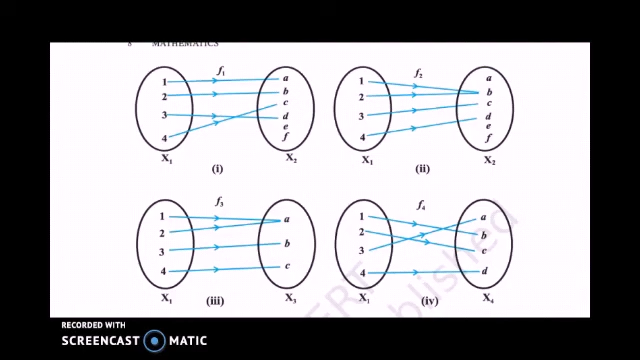 8 MATHEMATICS
f1
1 a
2 b
c
3 d
e
4 f
X1 X2
(i)
f2
1 a
2 b
c
3 d
e
4 f
X1 X2
(ii)
f3
1 a
2
3 b
4 c
X1 X3
(iii)
f4
1 a
2 b
3 c
4 d
X1 X4
(iv)
RECORDED WITH
SCREENCAST MATIC